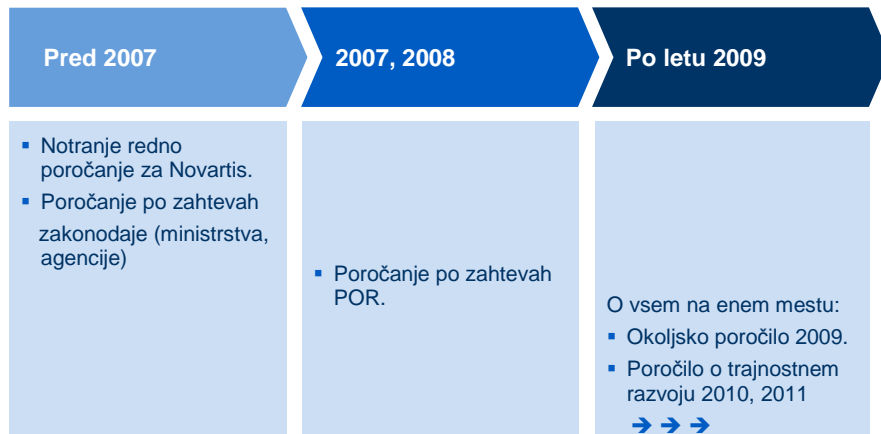 Pred 2007
2007, 2008
Po letu 2009
▪ Notranje redno
poročanje za Novartis.
▪ Poročanje po zahtevah
zakonodaje (ministrstva,
agencije)
▪ Poročanje po zahtevah
POR.
O vsem na enem mestu:
▪ Okoljsko poročilo 2009.
▪ Poročilo o trajnostnem
razvoju 2010, 2011
➔ ➔ ➔